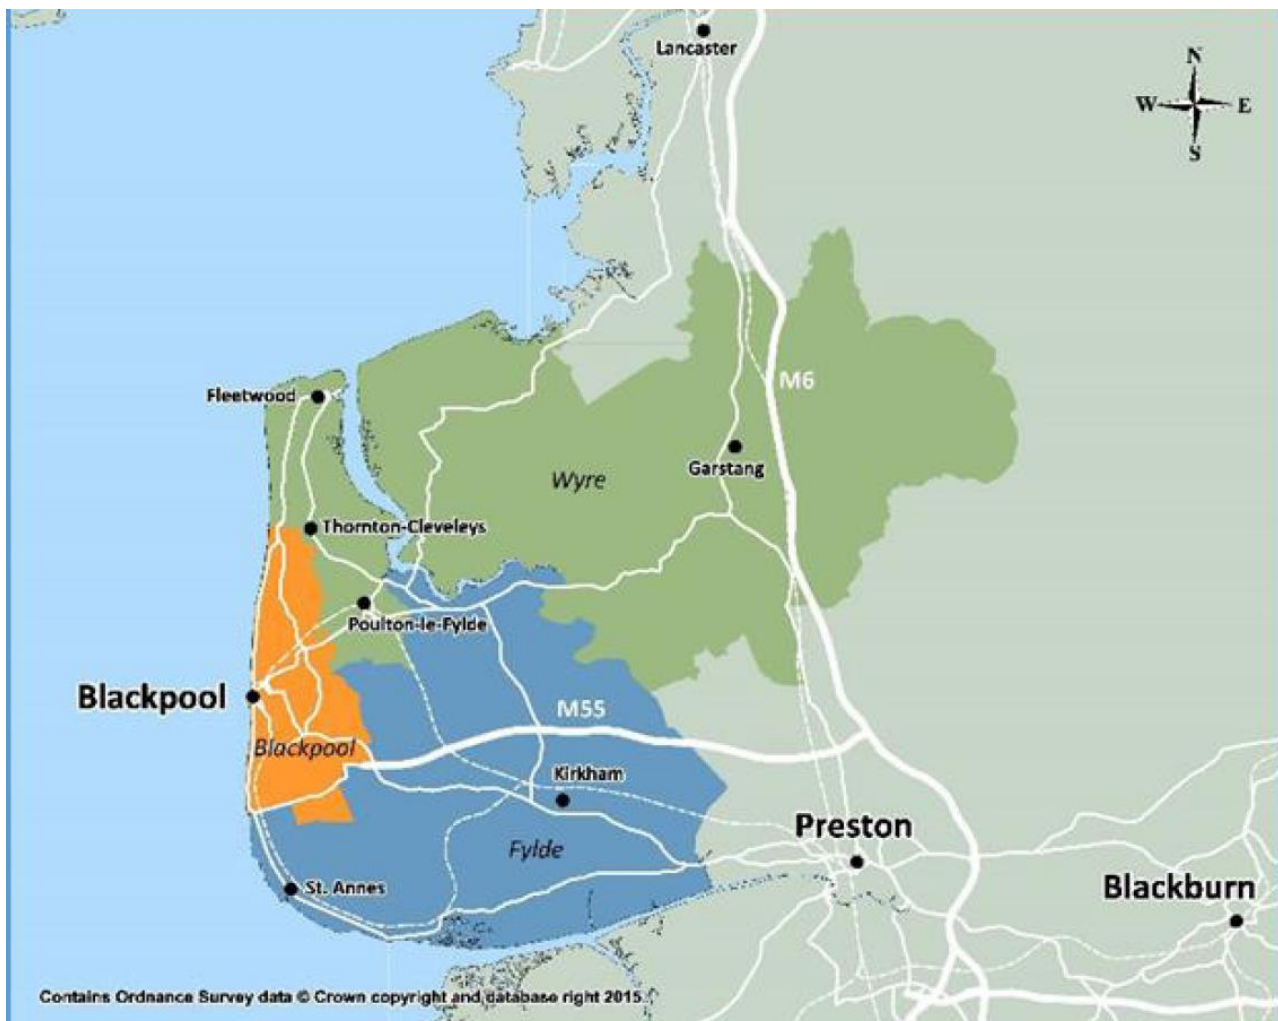 Lancaster
N
W E
S
M6
Fleetwood
Garstang
Wyre
Thornton-Cleveleys
Poulton-le-Fylde
Blackpool
M55
Blackpool
Kirkham
Preston
Fylde
St. Annes
Blackburn
Contains Ordnance Survey data © Crown copyright and database right 2015